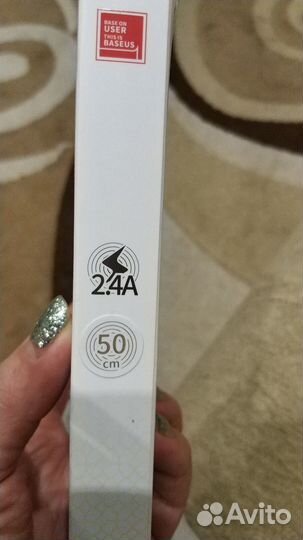 BASE ON
USER
THIS IS
BASEUS
2.4A
50
cm
Avito